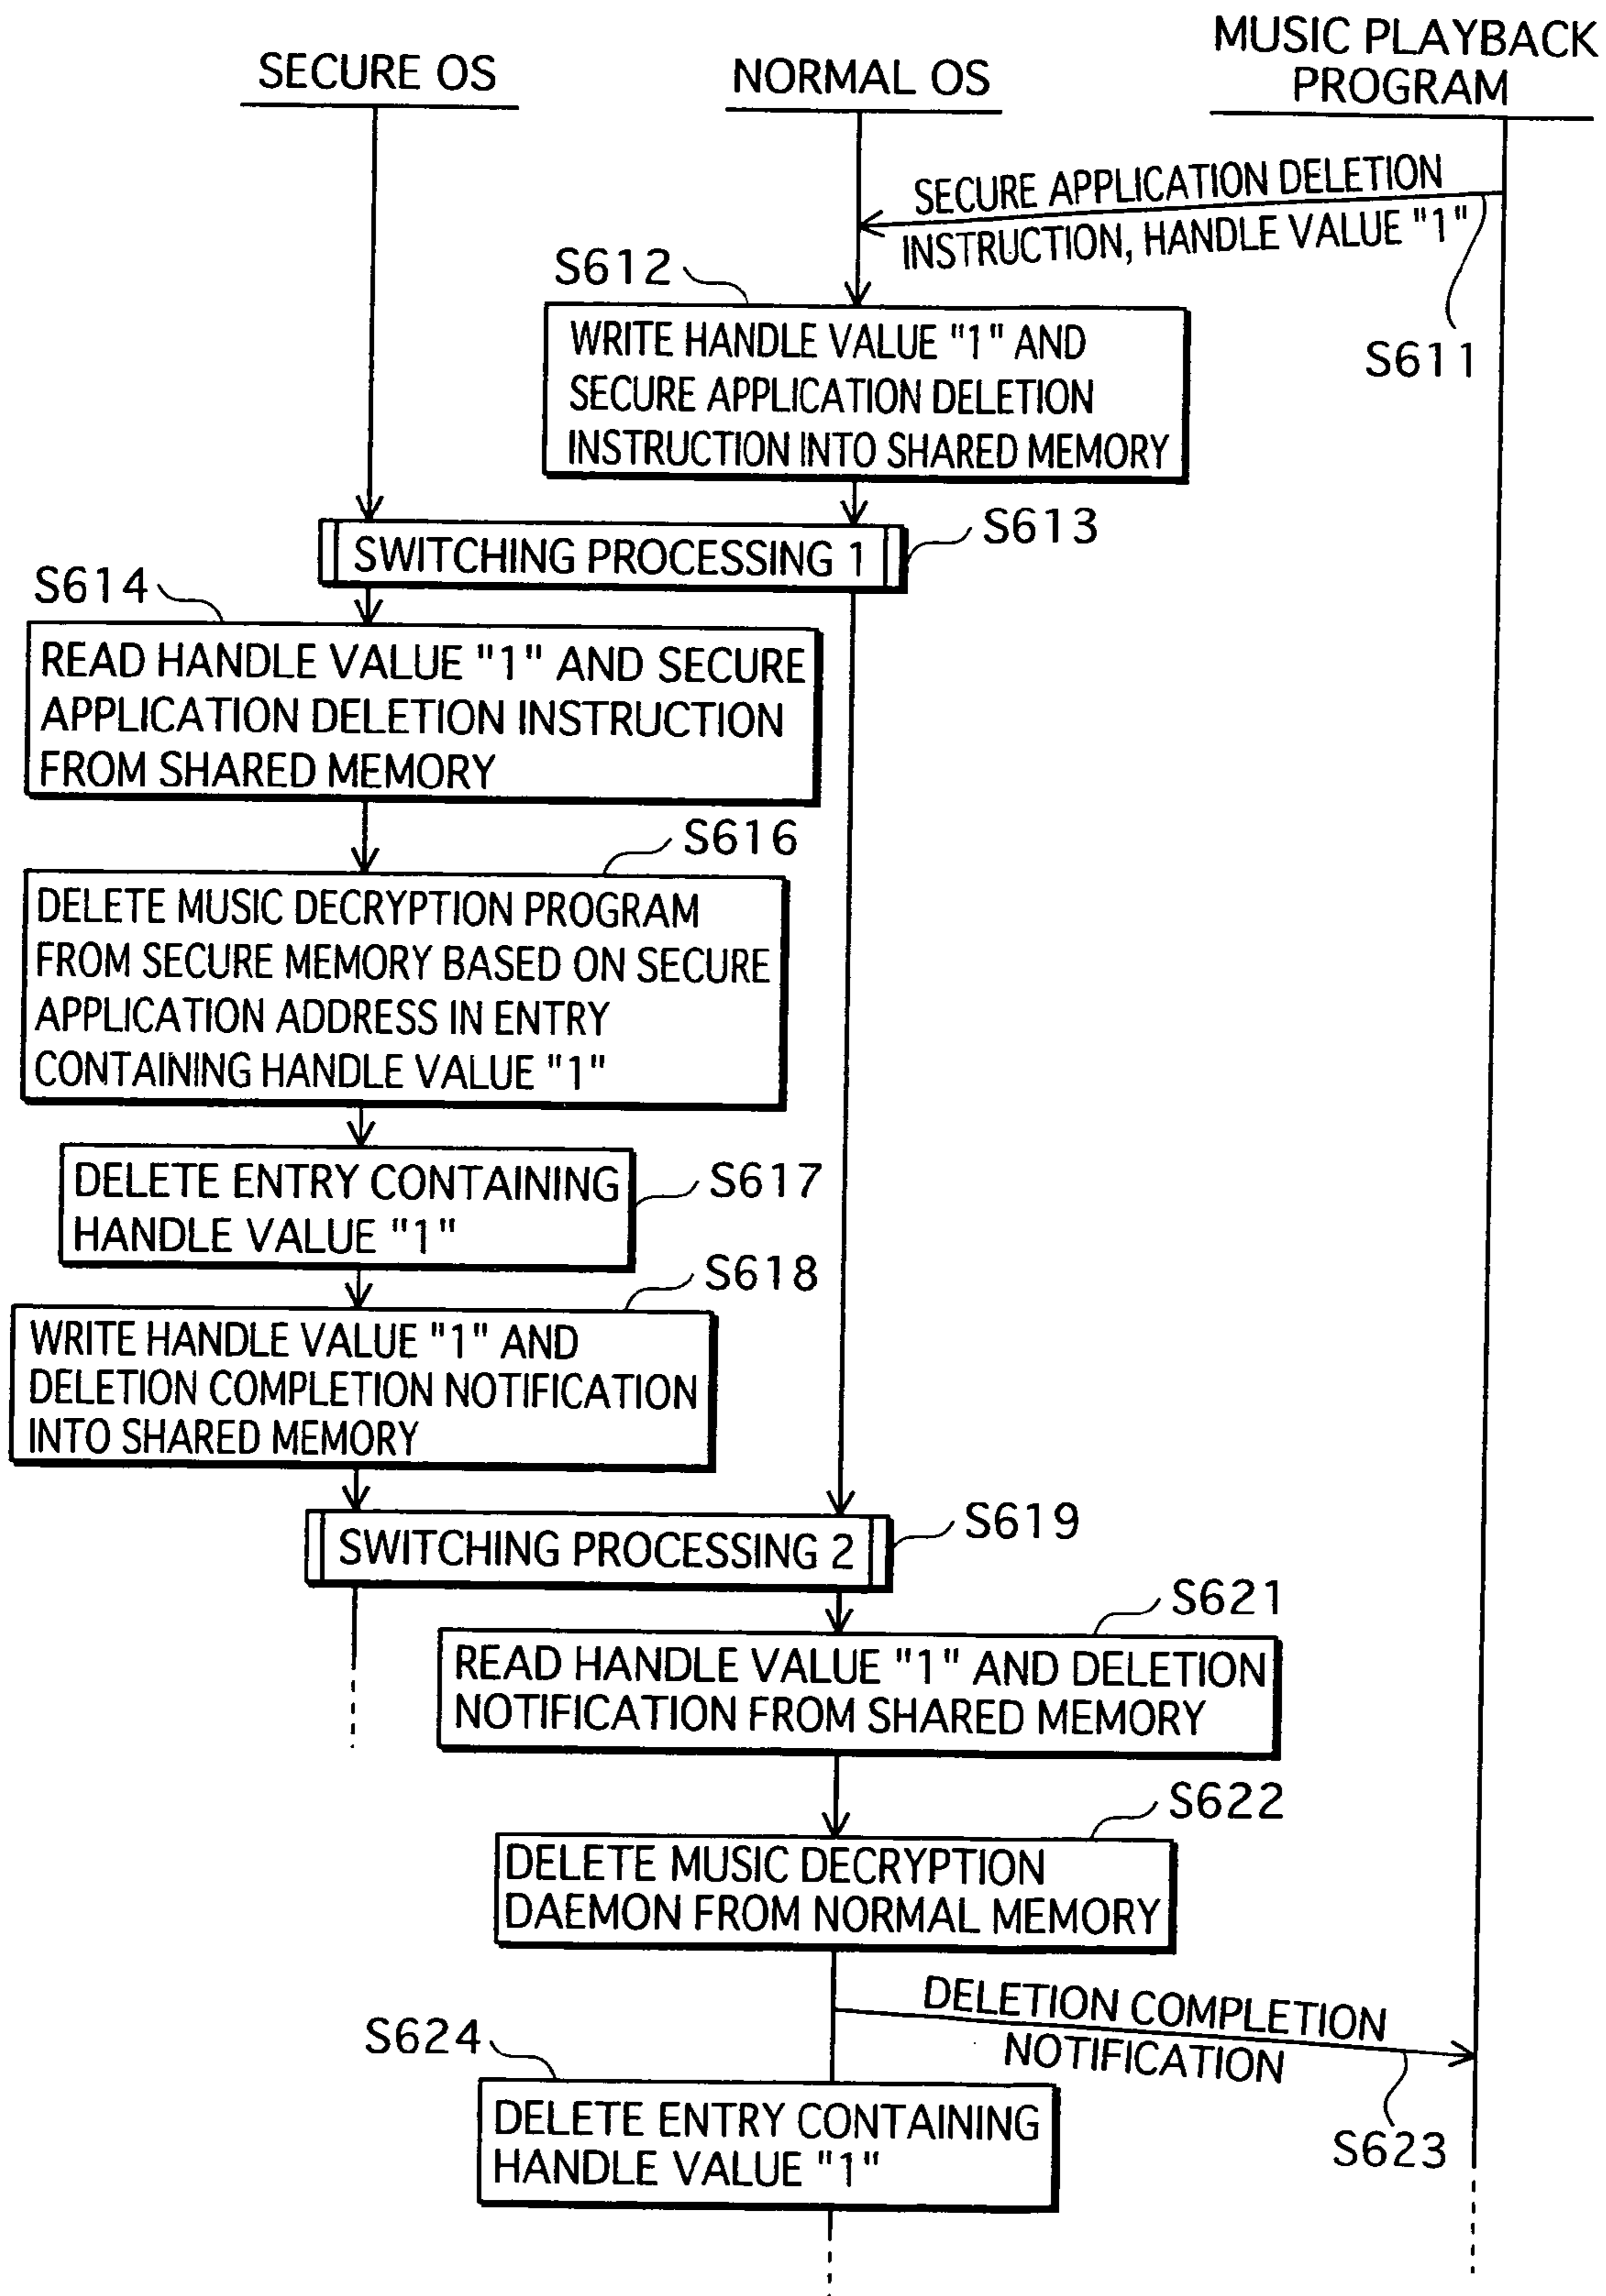 SECURE OS
NORMAL OS
MUSIC PLAYBACK
PROGRAM
SECURE APPLICATION DELETION
INSTRUCTION, HANDLE VALUE "1"
S611
S612
WRITE HANDLE VALUE "1" AND
SECURE APPLICATION DELETION
INSTRUCTION INTO SHARED MEMORY
SWITCHING PROCESSING 1
S613
S614
READ HANDLE VALUE "1" AND SECURE
APPLICATION DELETION INSTRUCTION
FROM SHARED MEMORY
S616
DELETE MUSIC DECRYPTION PROGRAM
FROM SECURE MEMORY BASED ON SECURE
APPLICATION ADDRESS IN ENTRY
CONTAINING HANDLE VALUE "1"
DELETE ENTRY CONTAINING
HANDLE VALUE "1"
S617
S618
WRITE HANDLE VALUE "1" AND
DELETION COMPLETION NOTIFICATION
INTO SHARED MEMORY
SWITCHING PROCESSING 2
S619
S621
READ HANDLE VALUE "1" AND DELETION
NOTIFICATION FROM SHARED MEMORY
S622
DELETE MUSIC DECRYPTION
DAEMON FROM NORMAL MEMORY
DELETION COMPLETION
NOTIFICATION
S623
S624
DELETE ENTRY CONTAINING
HANDLE VALUE "1"